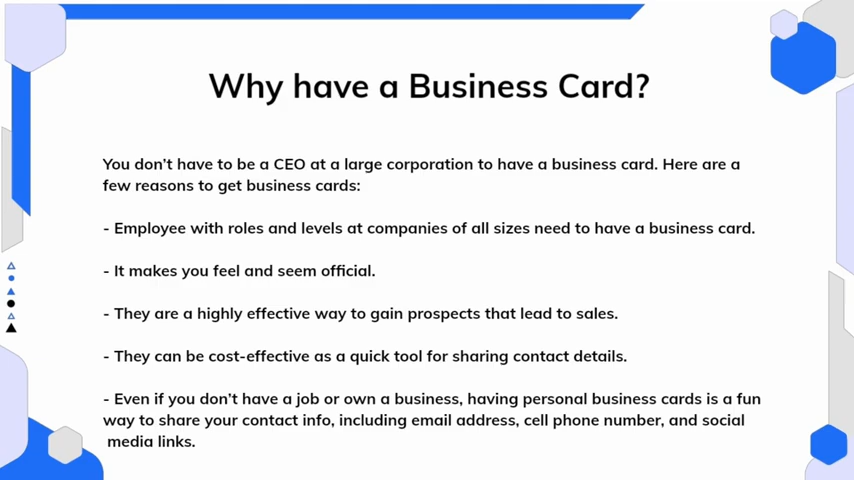 Why have a Business Card?
You don't have to be a CEO at a large corporation to have a business card. Here are a
few reasons to get business cards:
- Employee with roles and levels at companies of all sizes need to have a business card.
- It makes you feel and seem official.
- They are a highly effective way to gain prospects that lead to sales.
- They can be cost-effective as a quick tool for sharing contact details.
- Even if you don't have a job or own a business, having personal business cards is a fun
way to share your contact info, including email address, cell phone number, and social
media links.